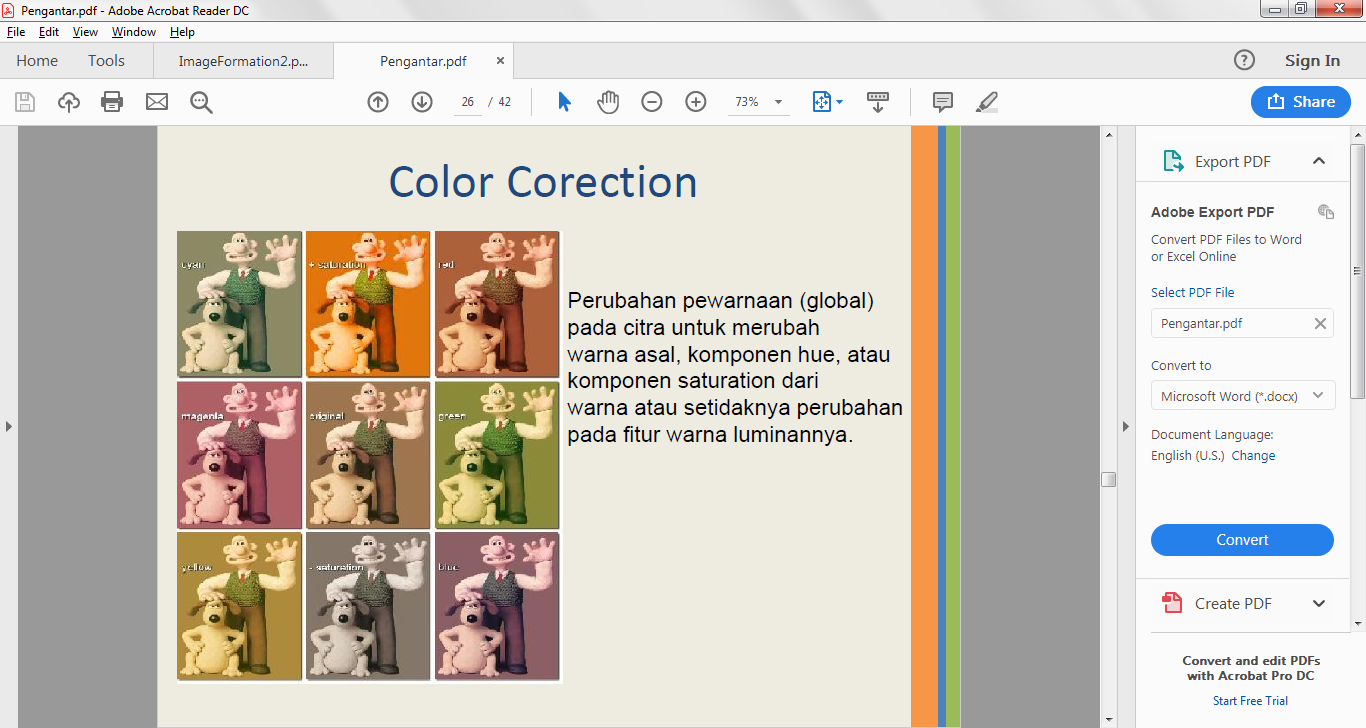 Pengantar.pdf - Adobe Acrobat Reader DC
File Edit View Window Help
Home Tools ImageFormation2.p... Pengantar.pdf × ? Sign In
26 / 42 73% Share
Color Corection
cyan + saturation red
magenta original green
yellow - saturation blue
Perubahan pewarnaan (global)
pada citra untuk merubah
warna asal, komponen hue, atau
komponen saturation dari
warna atau setidaknya perubahan
pada fitur warna luminannya.
Export PDF
Adobe Export PDF
Convert PDF Files to Word
or Excel Online
Select PDF File
Pengantar.pdf
Convert to
Microsoft Word (*.docx)
Document Language:
English (U.S.) Change
Convert
Create PDF
Convert and edit PDFs
with Acrobat Pro DC
Start Free Trial